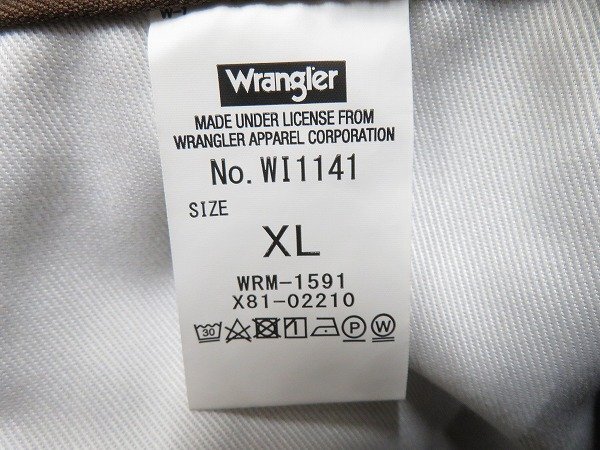 Wrangler
MADE UNDER LICENSE FROM
WRANGLER APPAREL CORPORATION
No. WI1141
SIZE
XL
WRM-1591
X81-02210
30 P W